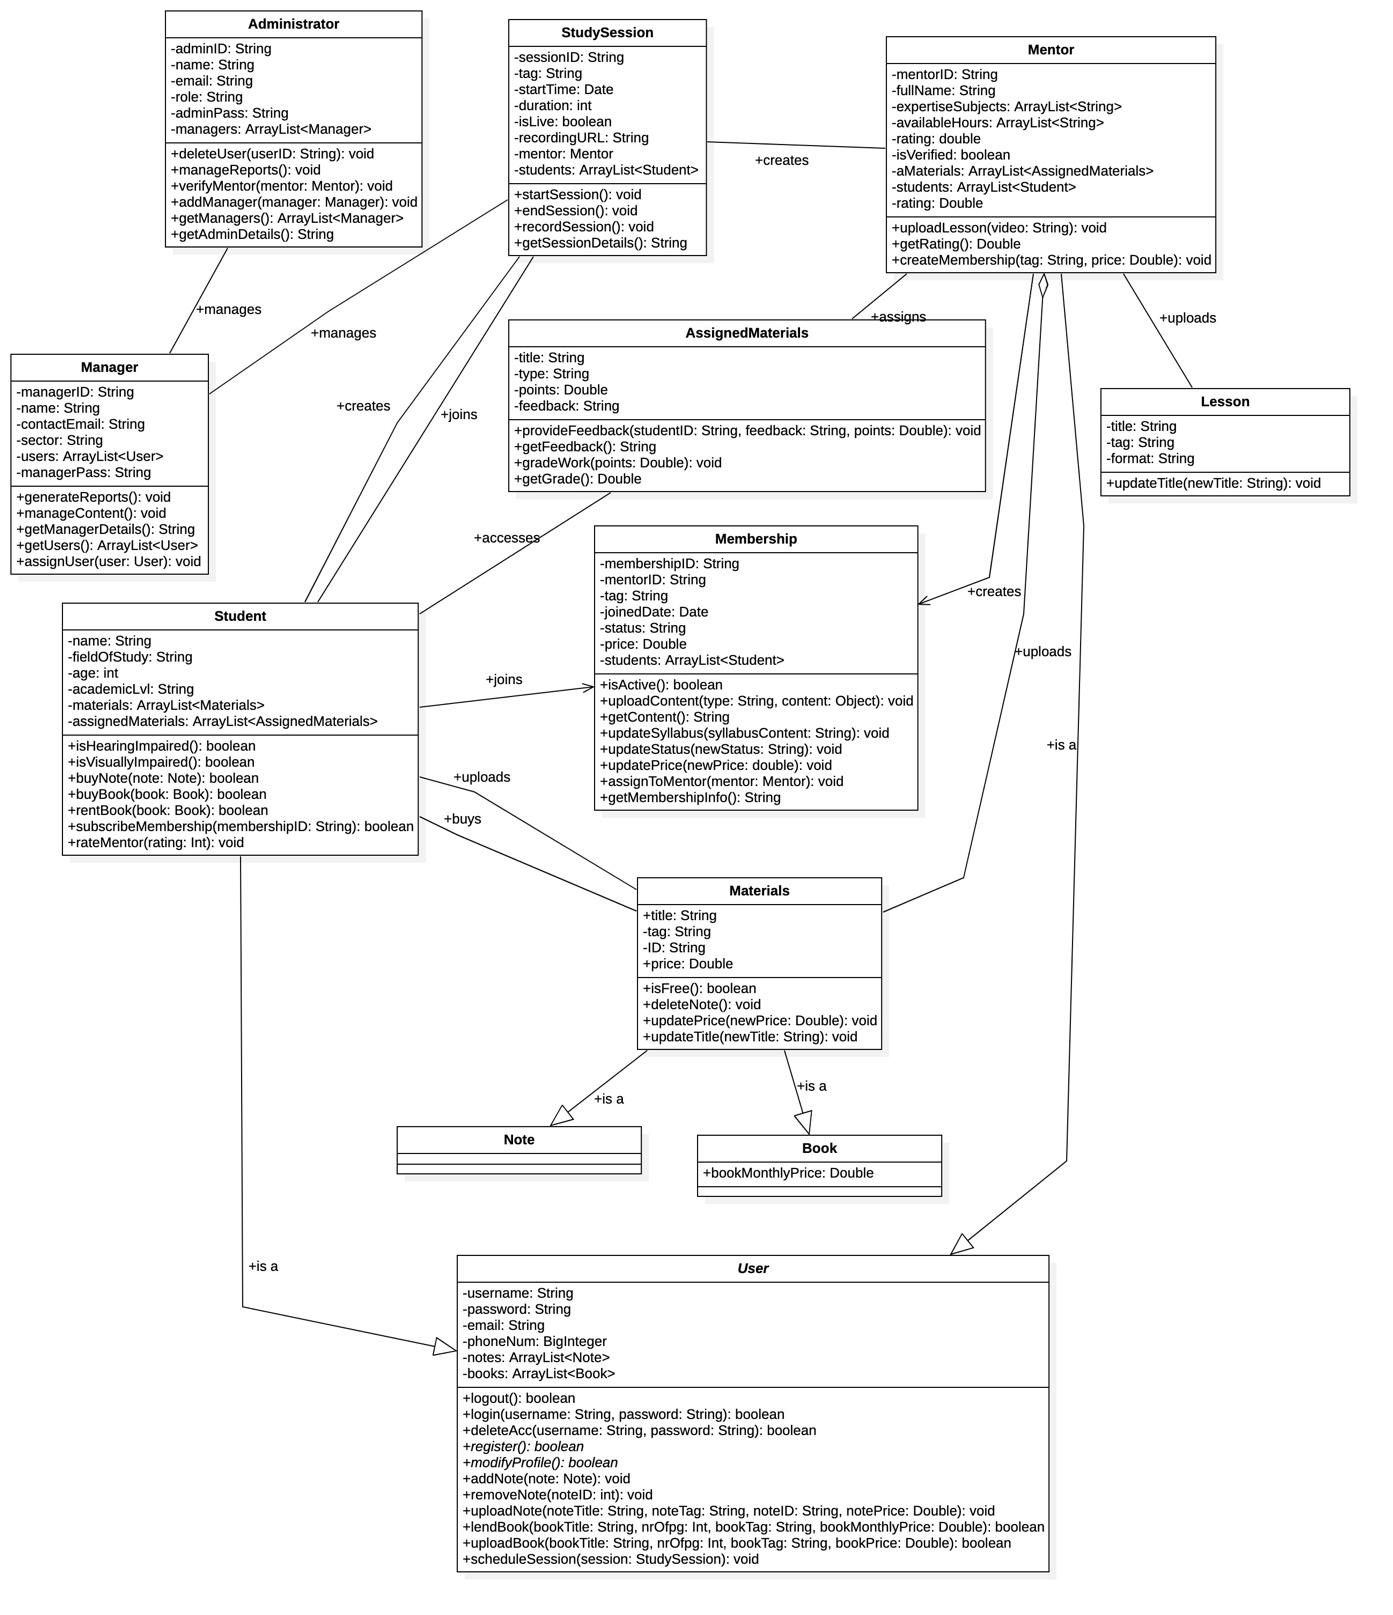 Administrator
-adminID: String
-name: String
-email: String
-role: String
-adminPass: String
-managers: ArrayList<Manager>
+deleteUser(userID: String): void
+manageReports(): void
+verifyMentor(mentor: Mentor): void
+addManager(manager: Manager): void
+getManagers(): ArrayList<Manager>
+getAdminDetails(): String
StudySession
-sessionID: String
-tag: String
-startTime: Date
-duration: int
-isLive: boolean
-recordingURL: String
-mentor: Mentor
-students: ArrayList<Student>
+startSession(): void
+endSession(): void
+recordSession(): void
+getSessionDetails(): String
+creates
Mentor
-mentorID: String
-fullName: String
-expertiseSubjects: ArrayList<String>
-availableHours: ArrayList<String>
-rating: double
-isVerified: boolean
-aMaterials: ArrayList<AssignedMaterials>
-students: ArrayList<Student>
-rating: Double
+uploadLesson(video: String): void
+getRating(): Double
+createMembership(tag: String, price: Double): void
+manages
+manages
+assigns
+uploads
Manager
-managerID: String
-name: String
-contactEmail: String
-sector: String
-users: ArrayList<User>
-managerPass: String
+generateReports(): void
+manageContent(): void
+getManagerDetails(): String
+getUsers(): ArrayList<User>
+assignUser(user: User): void
+creates
+joins
AssignedMaterials
-title: String
-type: String
-points: Double
-feedback: String
+provideFeedback(studentID: String, feedback: String, points: Double): void
+getFeedback(): String
+gradeWork(points: Double): void
+getGrade(): Double
Lesson
-title: String
-tag: String
-format: String
+updateTitle(newTitle: String): void
+accesses
Membership
-membershipID: String
-mentorID: String
-tag: String
-joinedDate: Date
-status: String
-price: Double
-students: ArrayList<Student>
+isActive(): boolean
+uploadContent(type: String, content: Object): void
+getContent(): String
+updateSyllabus(syllabusContent: String): void
+updateStatus(newStatus: String): void
+updatePrice(newPrice: double): void
+assignToMentor(mentor: Mentor): void
+getMembershipInfo(): String
+creates
+uploads
+is a
Student
-name: String
-fieldOfStudy: String
-age: int
-academicLvl: String
-materials: ArrayList<Materials>
-assignedMaterials: ArrayList<AssignedMaterials>
+isHearingImpaired(): boolean
+isVisuallyImpaired(): boolean
+buyNote(note: Note): boolean
+buyBook(book: Book): boolean
+rentBook(book: Book): boolean
+subscribeMembership(membershipID: String): boolean
+rateMentor(rating: Int): void
+joins
+uploads
+buys
Materials
+title: String
-tag: String
-ID: String
+price: Double
+isFree(): boolean
+deleteNote(): void
+updatePrice(newPrice: Double): void
+updateTitle(newTitle: String): void
+is a
+is a
Note
Book
+bookMonthlyPrice: Double
+is a
User
-username: String
-password: String
-email: String
-phoneNum: BigInteger
-notes: ArrayList<Note>
-books: ArrayList<Book>
+logout(): boolean
+login(username: String, password: String): boolean
+deleteAcc(username: String, password: String): boolean
+register(): boolean
+modifyProfile(): boolean
+addNote(note: Note): void
+removeNote(noteID: int): void
+uploadNote(noteTitle: String, noteTag: String, noteID: String, notePrice: Double): void
+lendBook(bookTitle: String, nrOfpg: Int, bookTag: String, bookMonthlyPrice: Double): boolean
+uploadBook(bookTitle: String, nrOfpg: Int, bookTag: String, bookPrice: Double): boolean
+scheduleSession(session: StudySession): void